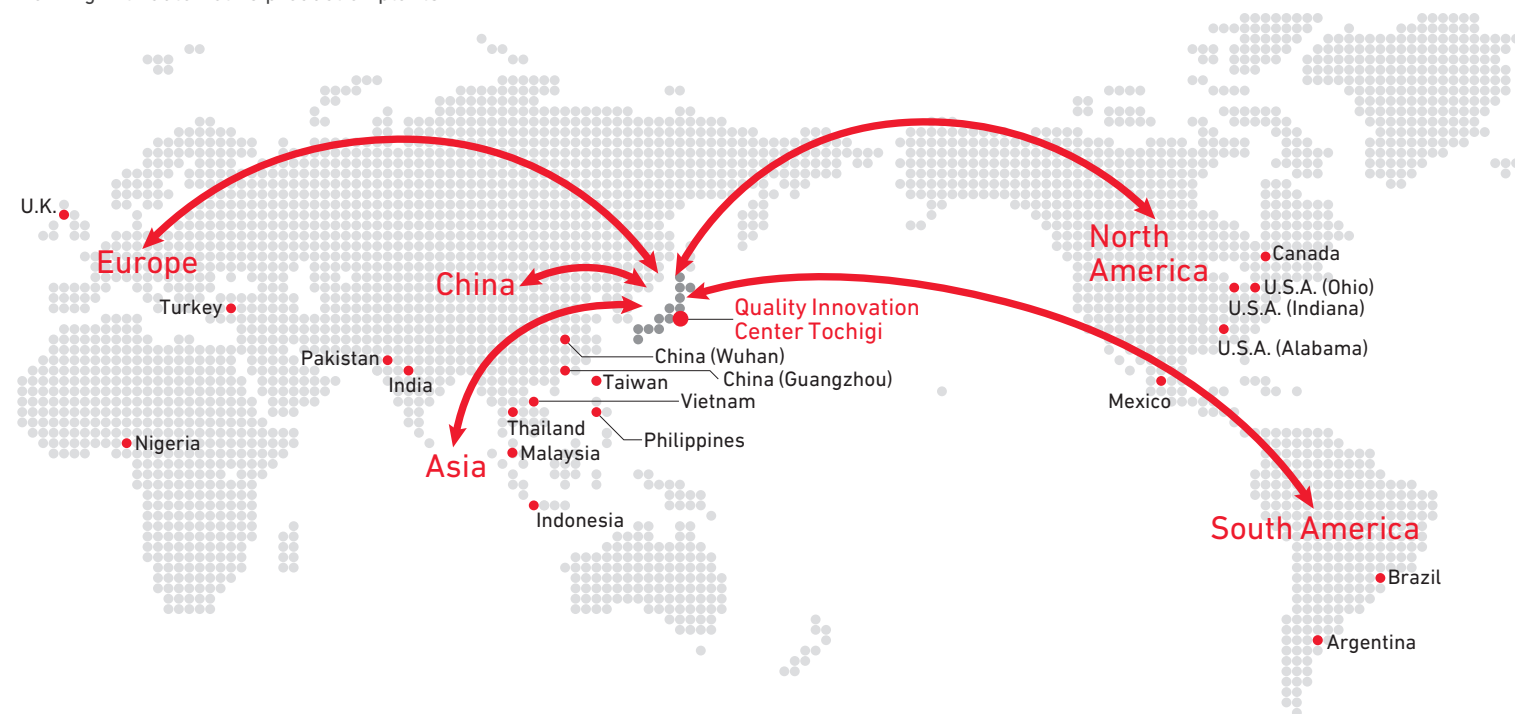 U.K.
Europe
Turkey
China
North
America
Canada
U.S.A. (Ohio)
U.S.A. (Indiana)
U.S.A. (Alabama)
Quality Innovation
Center Tochigi
Pakistan
India
China (Wuhan)
China (Guangzhou)
Taiwan
Vietnam
Mexico
Thailand
Philippines
Nigeria
Malaysia
Asia
Indonesia
South America
Brazil
Argentina